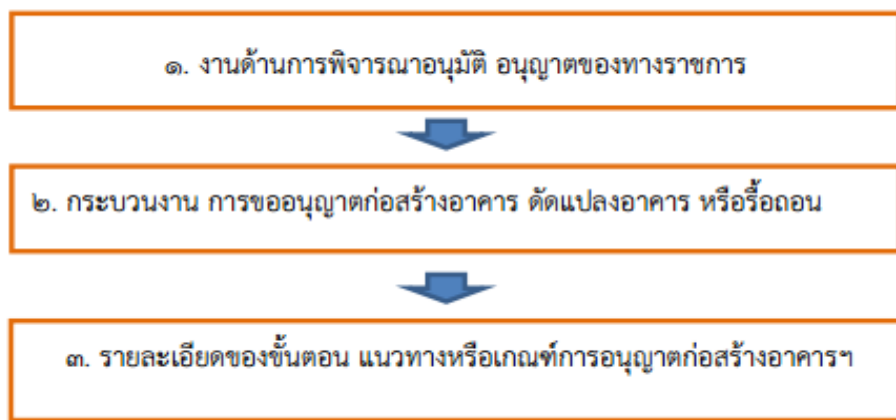 ๑. งานด้านการพิจารณาอนุมัติ อนุญาตของทางราชการ
๒. กระบวนงาน การขออนุญาตก่อสร้างอาคาร ดัดแปลงอาคาร หรือรื้อถอน
๓. รายละเอียดของขั้นตอน แนวทางหรือเกณฑ์การอนุญาตก่อสร้างอาคารฯ